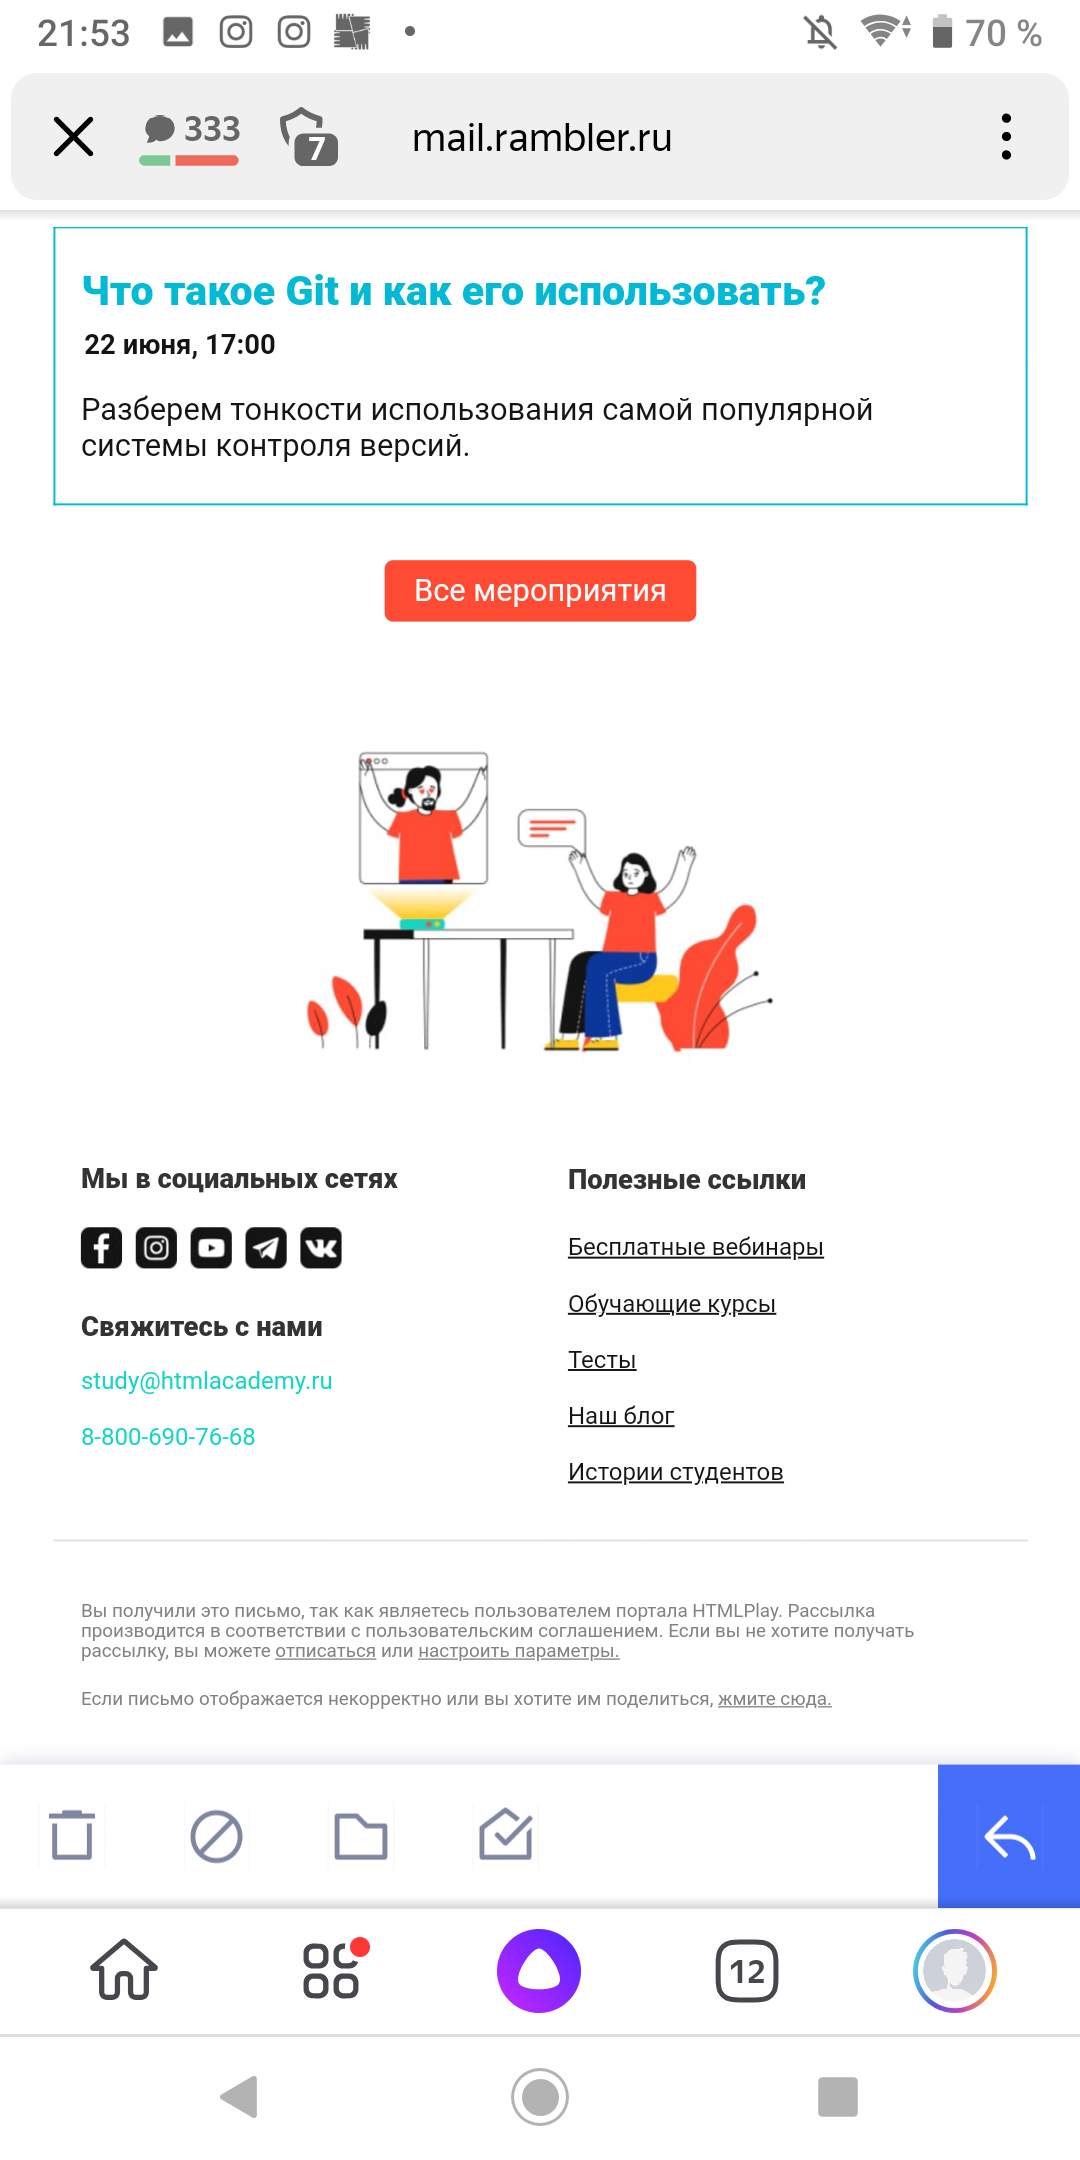 21:53
70 %
333
7
mail.rambler.ru
Что такое Git и как его использовать?
22 июня, 17:00
Разберем тонкости использования самой популярной
системы контроля версий.
Все мероприятия
Мы в социальных сетях
Свяжитесь с нами
study@htmlacademy.ru
8-800-690-76-68
Полезные ссылки
Бесплатные вебинары
Обучающие курсы
Тесты
Наш блог
Истории студентов
Вы получили это письмо, так как являетесь пользователем портала HTMLPlay. Рассылка
производится в соответствии с пользовательским соглашением. Если вы не хотите получать
рассылку, вы можете отписаться или настроить параметры.
Если письмо отображается некорректно или вы хотите им поделиться, жмите сюда.
12